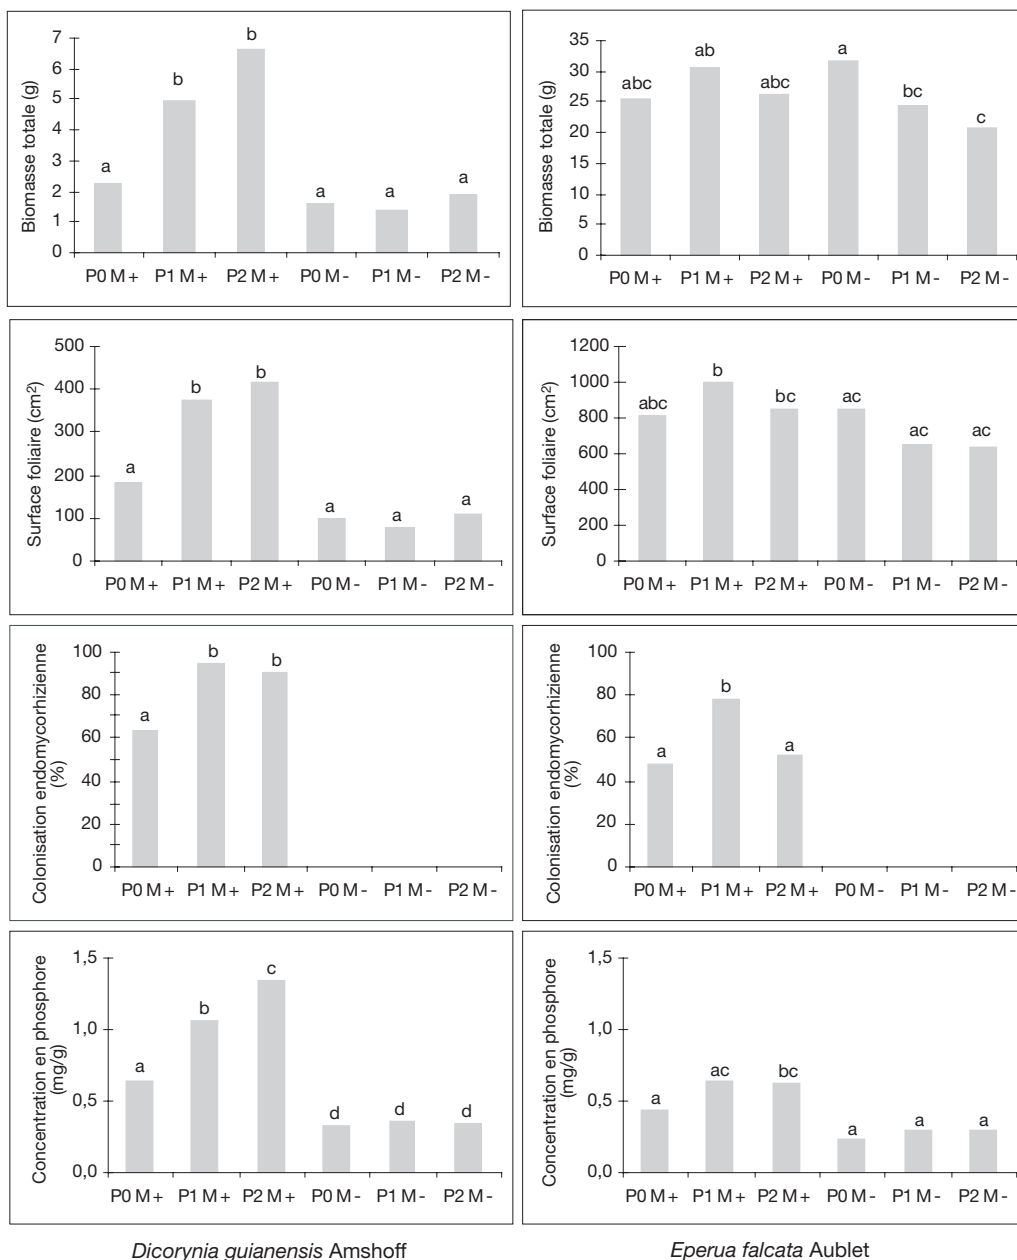 Biomasse totale (g)
7
6
5
4
3
2
1
0
a
b
b
a
a
a
P0 M+ P1 M+ P2 M+ P0 M- P1 M- P2 M-
Biomasse totale (g)
35
30
25
20
15
10
5
0
abc
ab
abc
a
bc
c
P0 M+ P1 M+ P2 M+ P0 M- P1 M- P2 M-
Surface foliaire (cm²)
500
400
300
200
100
0
a
b
b
a
a
a
P0 M+ P1 M+ P2 M+ P0 M- P1 M- P2 M-
Surface foliaire (cm²)
1200
1000
800
600
400
200
0
abc
b
bc
ac
ac
ac
P0 M+ P1 M+ P2 M+ P0 M- P1 M- P2 M-
Colonisation endomycorhizienne
(%)
100
80
60
40
20
0
a
b
b
P0 M+ P1 M+ P2 M+ P0 M- P1 M- P2 M-
Colonisation endomycorhizienne
(%)
100
80
60
40
20
0
a
b
a
P0 M+ P1 M+ P2 M+ P0 M- P1 M- P2 M-
Concentration en phosphore
(mg/g)
1,5
1,0
0,5
0,0
a
b
c
d
d
d
P0 M+ P1 M+ P2 M+ P0 M- P1 M- P2 M-
Concentration en phosphore
(mg/g)
1,5
1,0
0,5
0,0
a
ac
bc
a
a
a
P0 M+ P1 M+ P2 M+ P0 M- P1 M- P2 M-
Dicorynia guianensis Amshoff
Eperua falcata Aublet